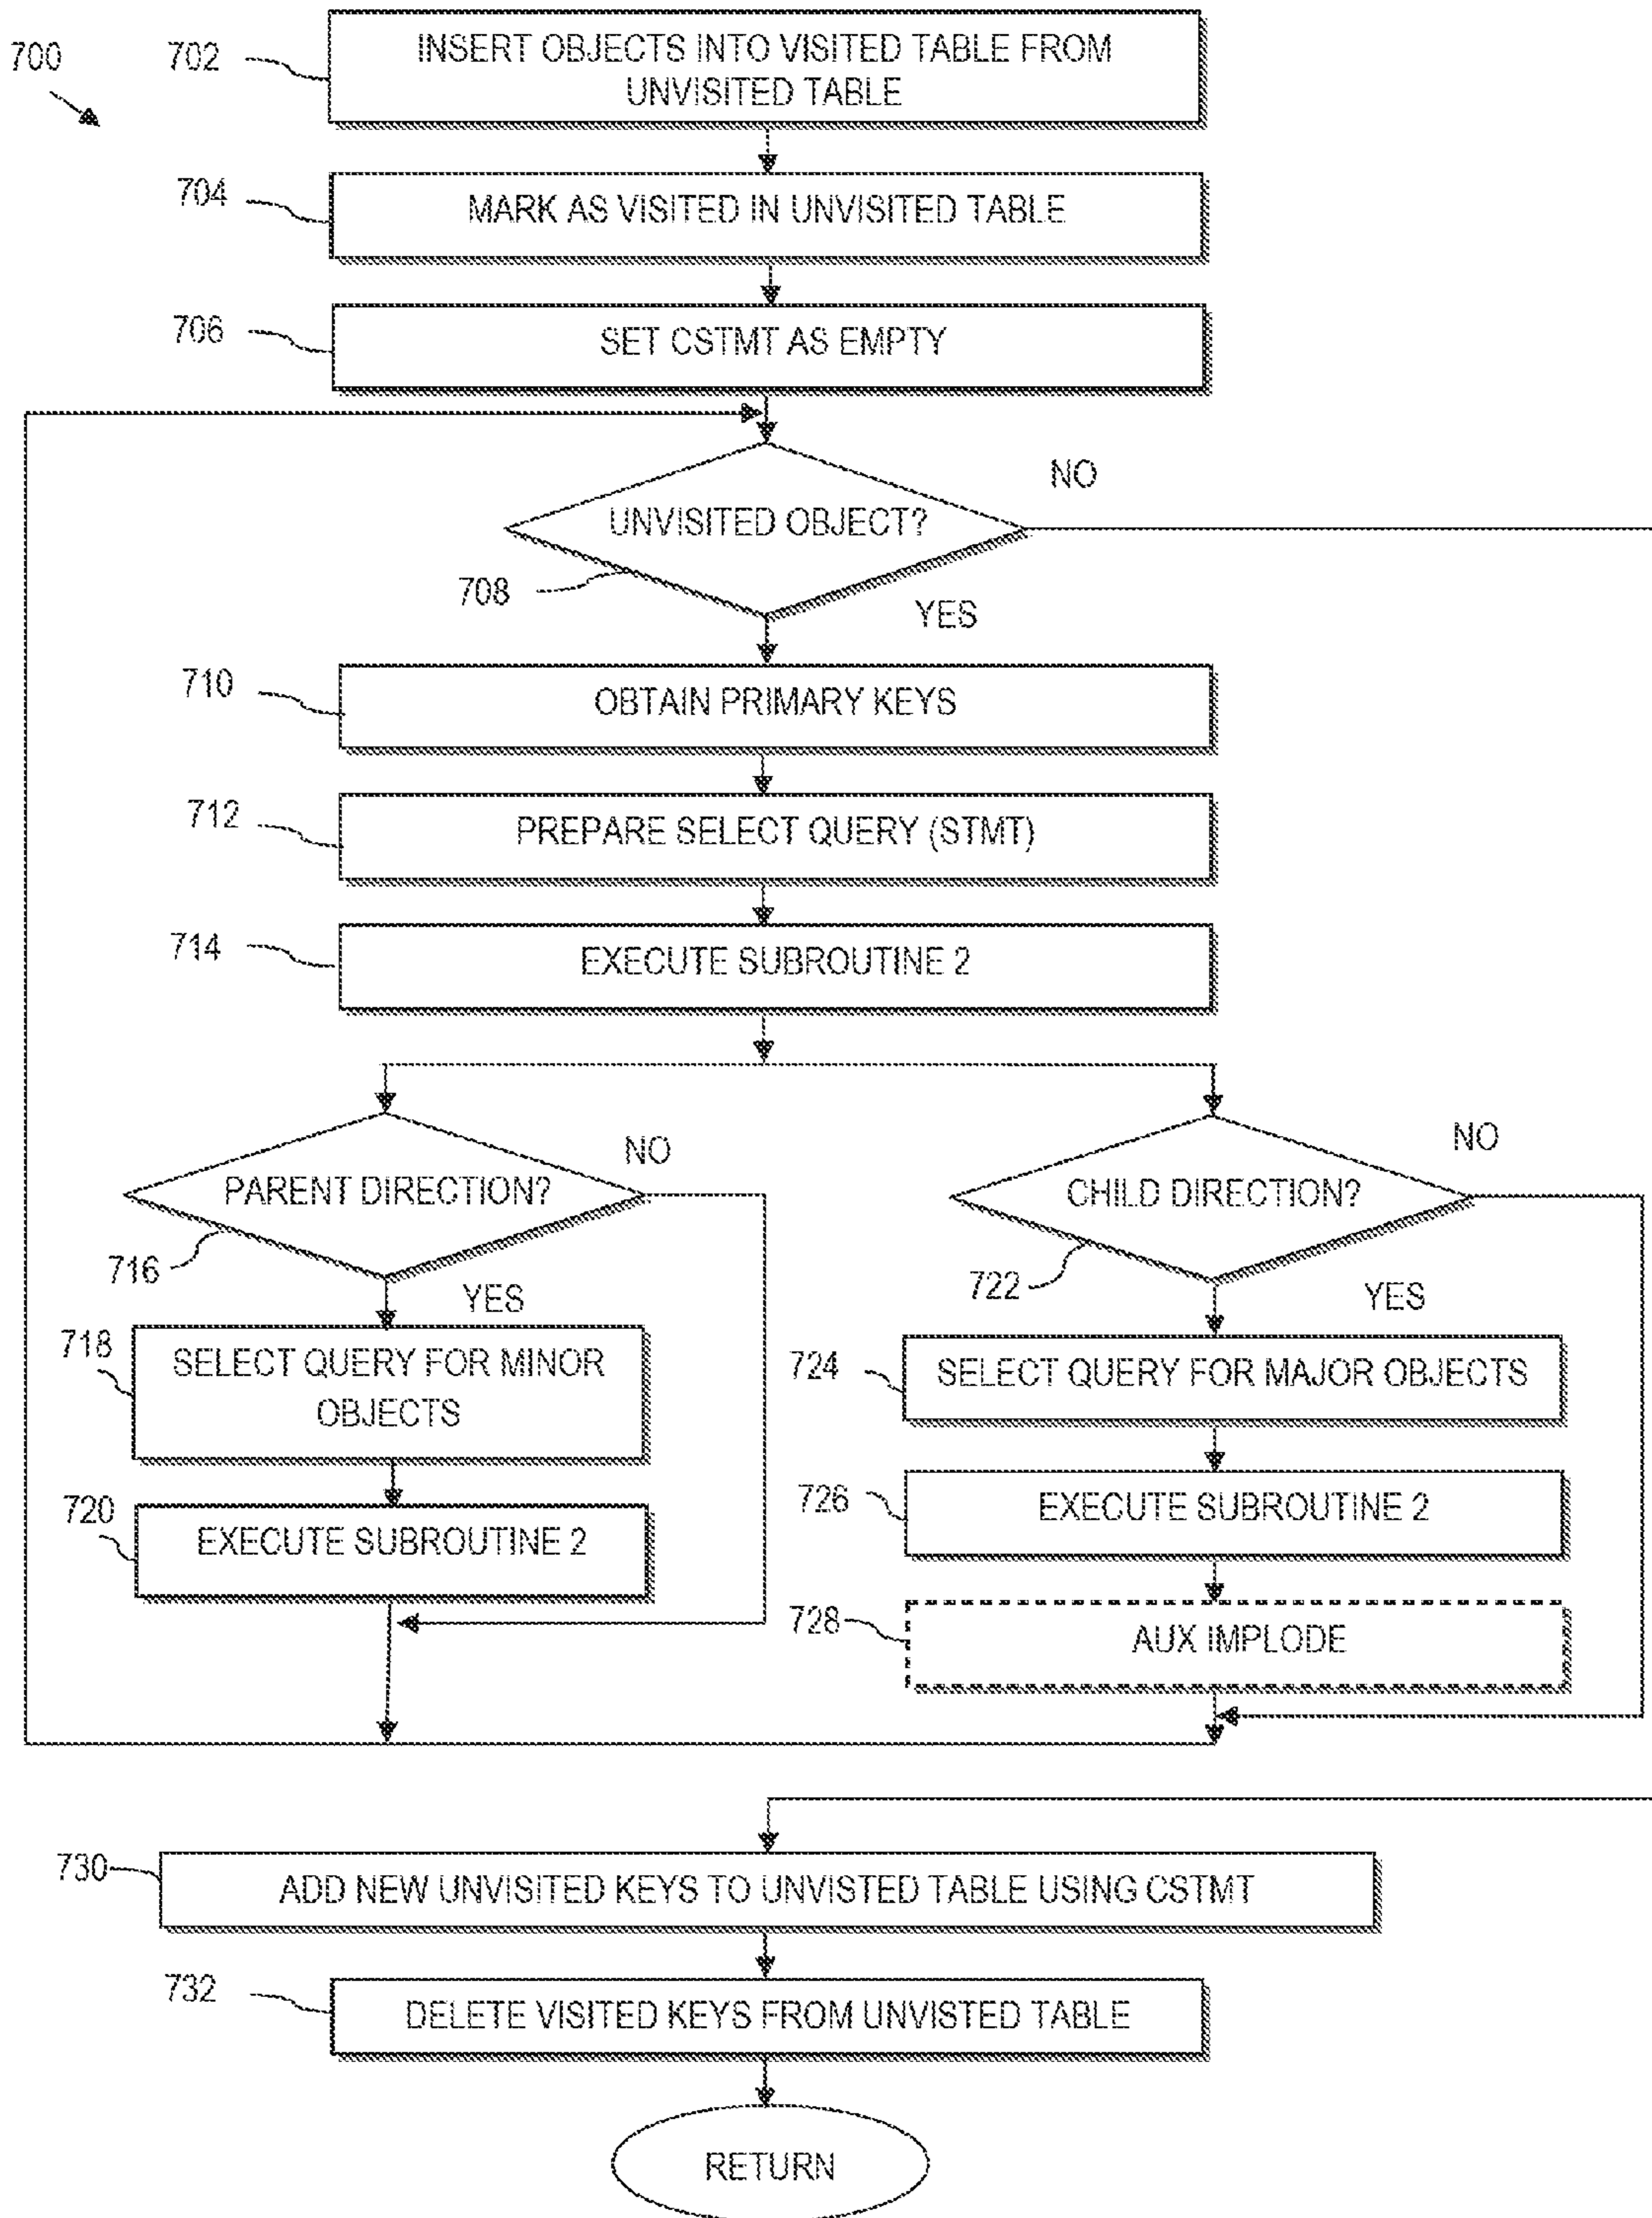 700
702
INSERT OBJECTS INTO VISITED TABLE FROM
UNVISITED TABLE
704
MARK AS VISITED IN UNVISITED TABLE
706
SET CSTMT AS EMPTY
NO
UNVISITED OBJECT?
708
YES
710
OBTAIN PRIMARY KEYS
712
PREPARE SELECT QUERY (STMT)
714
EXECUTE SUBROUTINE 2
NO
PARENT DIRECTION?
716
YES
718
SELECT QUERY FOR MINOR
OBJECTS
720
EXECUTE SUBROUTINE 2
NO
CHILD DIRECTION?
722
YES
724
SELECT QUERY FOR MAJOR OBJECTS
726
EXECUTE SUBROUTINE 2
728
AUX IMPLODE
730
ADD NEW UNVISITED KEYS TO UNVISTED TABLE USING CSTMT
732
DELETE VISITED KEYS FROM UNVISTED TABLE
RETURN